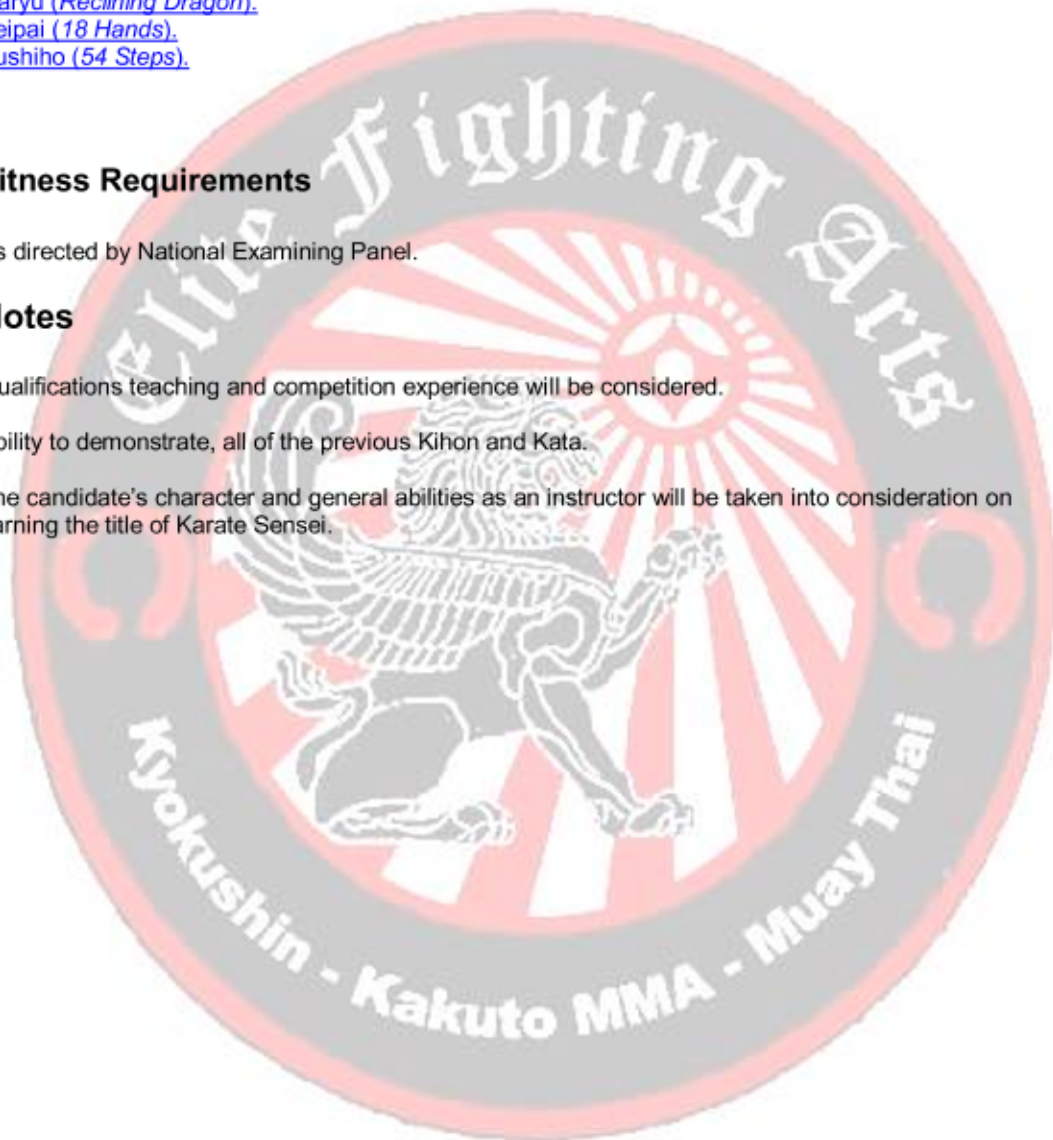 aryu (Reclining Dragon).
eipai (18 Hands).
ushiho (54 Steps).
itness Requirements
s directed by National Examining Panel.
otes
ualifications teaching and competition experience will be considered.
bility to demonstrate, all of the previous Kihon and Kata.
he candidate's character and general abilities as an instructor will be taken into consideration on
arning the title of Karate Sensei.
Elite Fighting Arts
Kyokushin - Kakuto MMA - Muay Thai